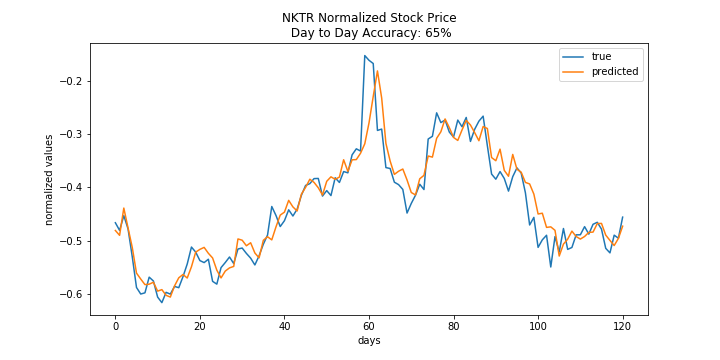 NKTR Normalized Stock Price
Day to Day Accuracy: 65%
true
predicted
normalized values
−0.2
−0.3
−0.4
−0.5
−0.6
0
20
40
60
80
100
120
days